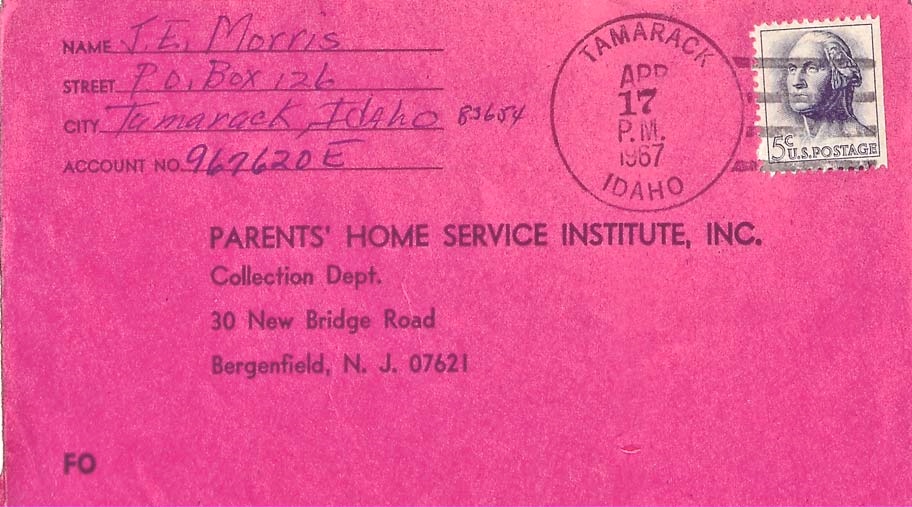 NAME J.E. Morris
STREET P.O. Box 126
CITY Tamarack, Idaho 83654
ACCOUNT NO. 967620E
TAMARACK
APR
17
P.M.
1967
IDAHO
5¢
U.S. POSTAGE
PARENTS' HOME SERVICE INSTITUTE, INC.
Collection Dept.
30 New Bridge Road
Bergenfield, N. J. 07621
FO